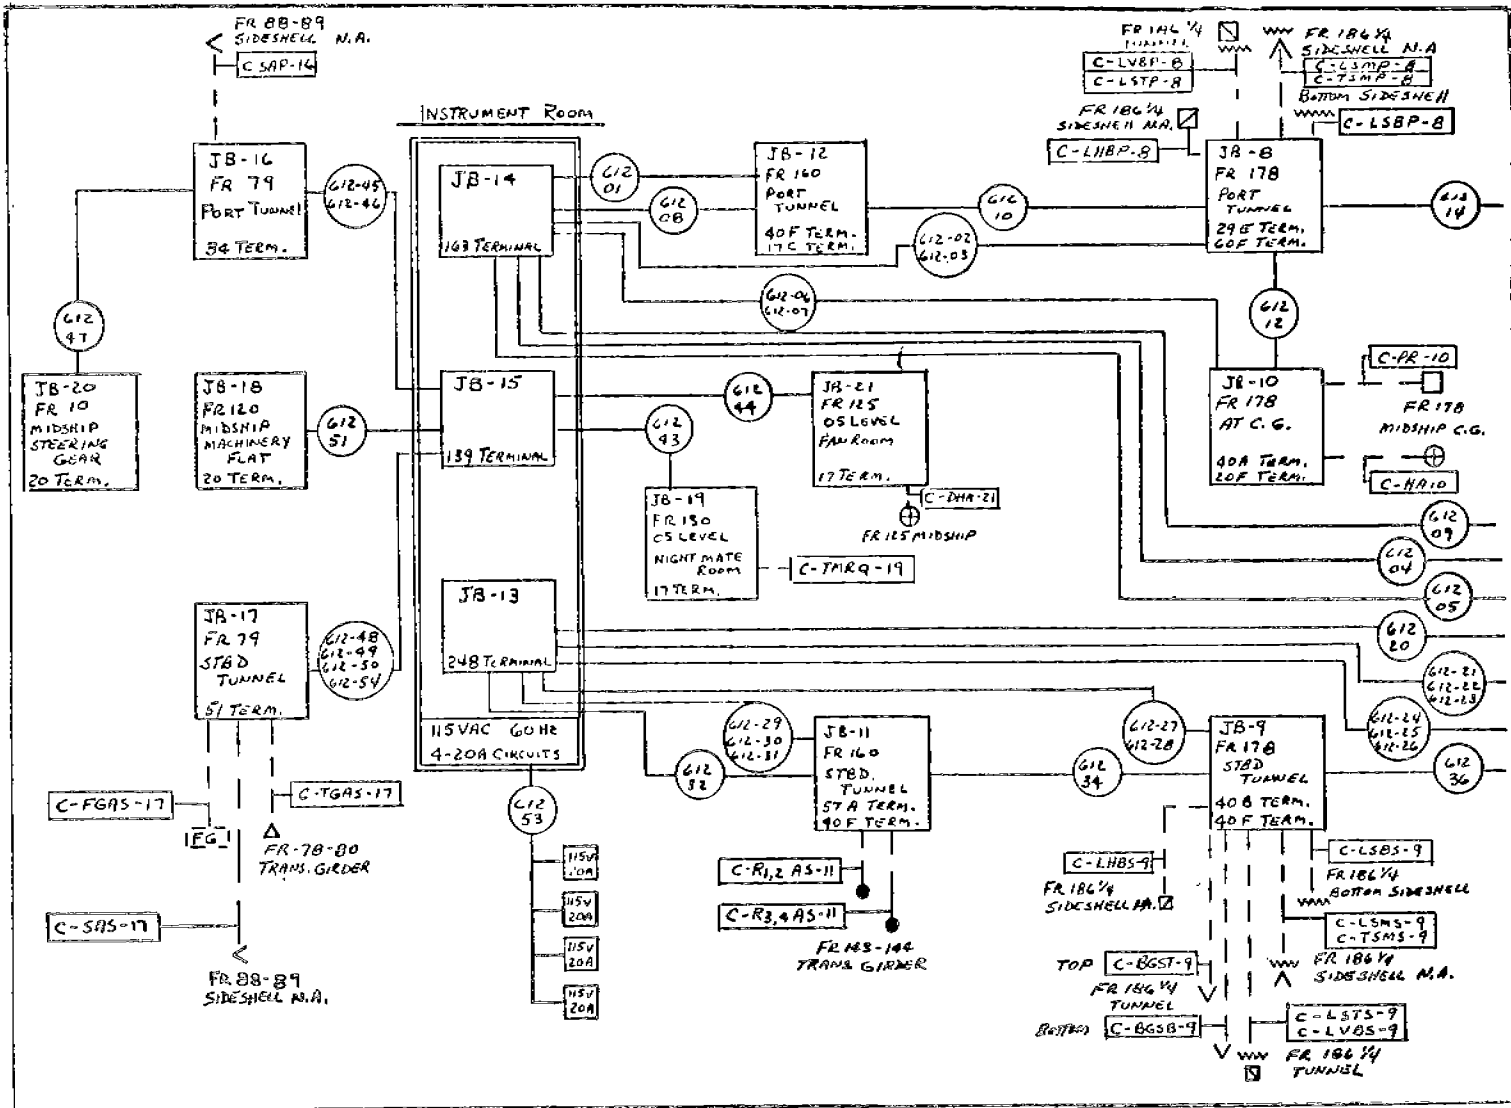 FR 88-89
SIDESHELL N.A.
C SAP-16
JB-16
FR 79
PORT TUNNEL
34 TERM.
612-45
612-46
612
47
JB-20
FR 10
MIDSHIP
STEERING
GEAR
20 TERM.
JB-18
FR 120
MIDSHIP
MACHINERY
FLAT
20 TERM.
612
51
JB-17
FR 79
STBD
TUNNEL
51 TERM.
612-48
612-49
612-50
612-54
C-FGAS-17
FG
C-TGAS-17
FR-78-80
TRANS. GIRDER
C-SAS-17
FR 88-89
SIDESHELL N.A.
INSTRUMENT ROOM
JB-14
163 TERMINAL
JB-15
139 TERMINAL
JB-13
248 TERMINAL
115VAC 60HZ
4-20A CIRCUITS
612
53
115V
20A
115V
20A
115V
20A
115V
20A
612
01
612
08
JB-12
FR 160
PORT
TUNNEL
40F TERM.
17C TERM.
612
10
612-02
612-03
612-06
612-07
612
44
612
43
JB-21
FR 125
05 LEVEL
FAN ROOM
17 TERM.
C-DHA-21
FR 125 MIDSHIP
JB-19
FR 130
05 LEVEL
NIGHT MATE
ROOM
17 TERM.
C-TMRQ-19
FR 186 1/4
TUNNEL
C-LVBP-8
C-LSTP-8
FR 186 1/4
SIDESHELL N.A.
C-LHBP-8
FR 186 1/4
SIDESHELL N.A
C-LSMP-8
C-TSMP-8
BOTTOM SIDESHELL
C-LSBP-8
JB-8
FR 178
PORT
TUNNEL
29E TERM.
60F TERM.
612
14
612
12
JB-10
FR 178
AT C.G.
40A TERM.
20F TERM.
C-PR-10
FR 178
MIDSHIP C.G.
C-HA10
612
09
612
04
612
05
612
20
612-21
612-22
612-23
612-24
612-25
612-26
612
36
612-29
612-30
612-31
612
32
JB-11
FR 160
STBD.
TUNNEL
57A TERM.
40F TERM.
612
34
612-27
612-28
JB-9
FR 178
STBD
TUNNEL
40B TERM.
40F TERM.
C-R1,2 AS-11
C-R3,4 AS-11
FR 143-144
TRANS GIRDER
C-LHBS-9
FR 186 1/4
SIDESHELL NA.
C-LSBS-9
FR 186 1/4
BOTTOM SIDESHELL
C-LSMS-9
C-TSMS-9
FR 186 1/4
SIDESHELL N.A.
TOP C-BGST-9
FR 186 1/4
TUNNEL
BOTTOM C-BGSB-9
C-LSTS-9
C-LVBS-9
FR 186 1/4
TUNNEL